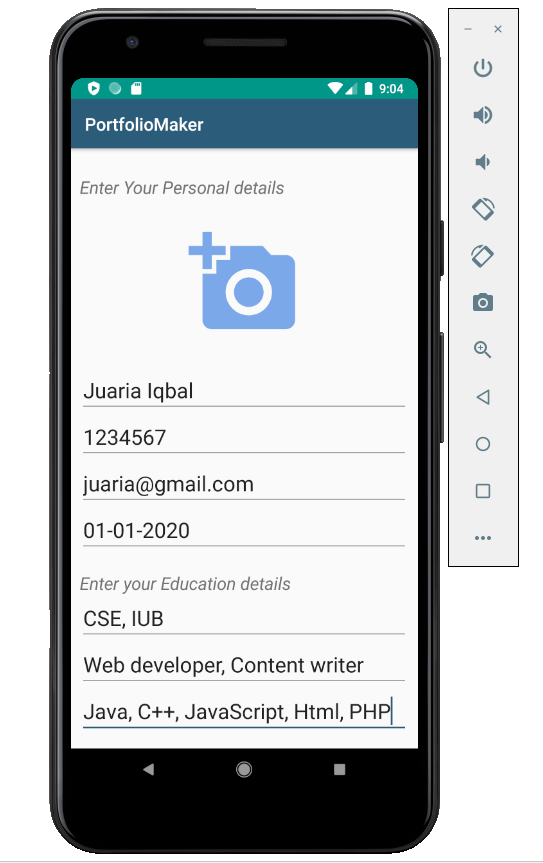 9:04
PortfolioMaker
Enter Your Personal details
Juaria Iqbal
1234567
juaria@gmail.com
01-01-2020
Enter your Education details
CSE, IUB
Web developer, Content writer
Java, C++, JavaScript, Html, PHP